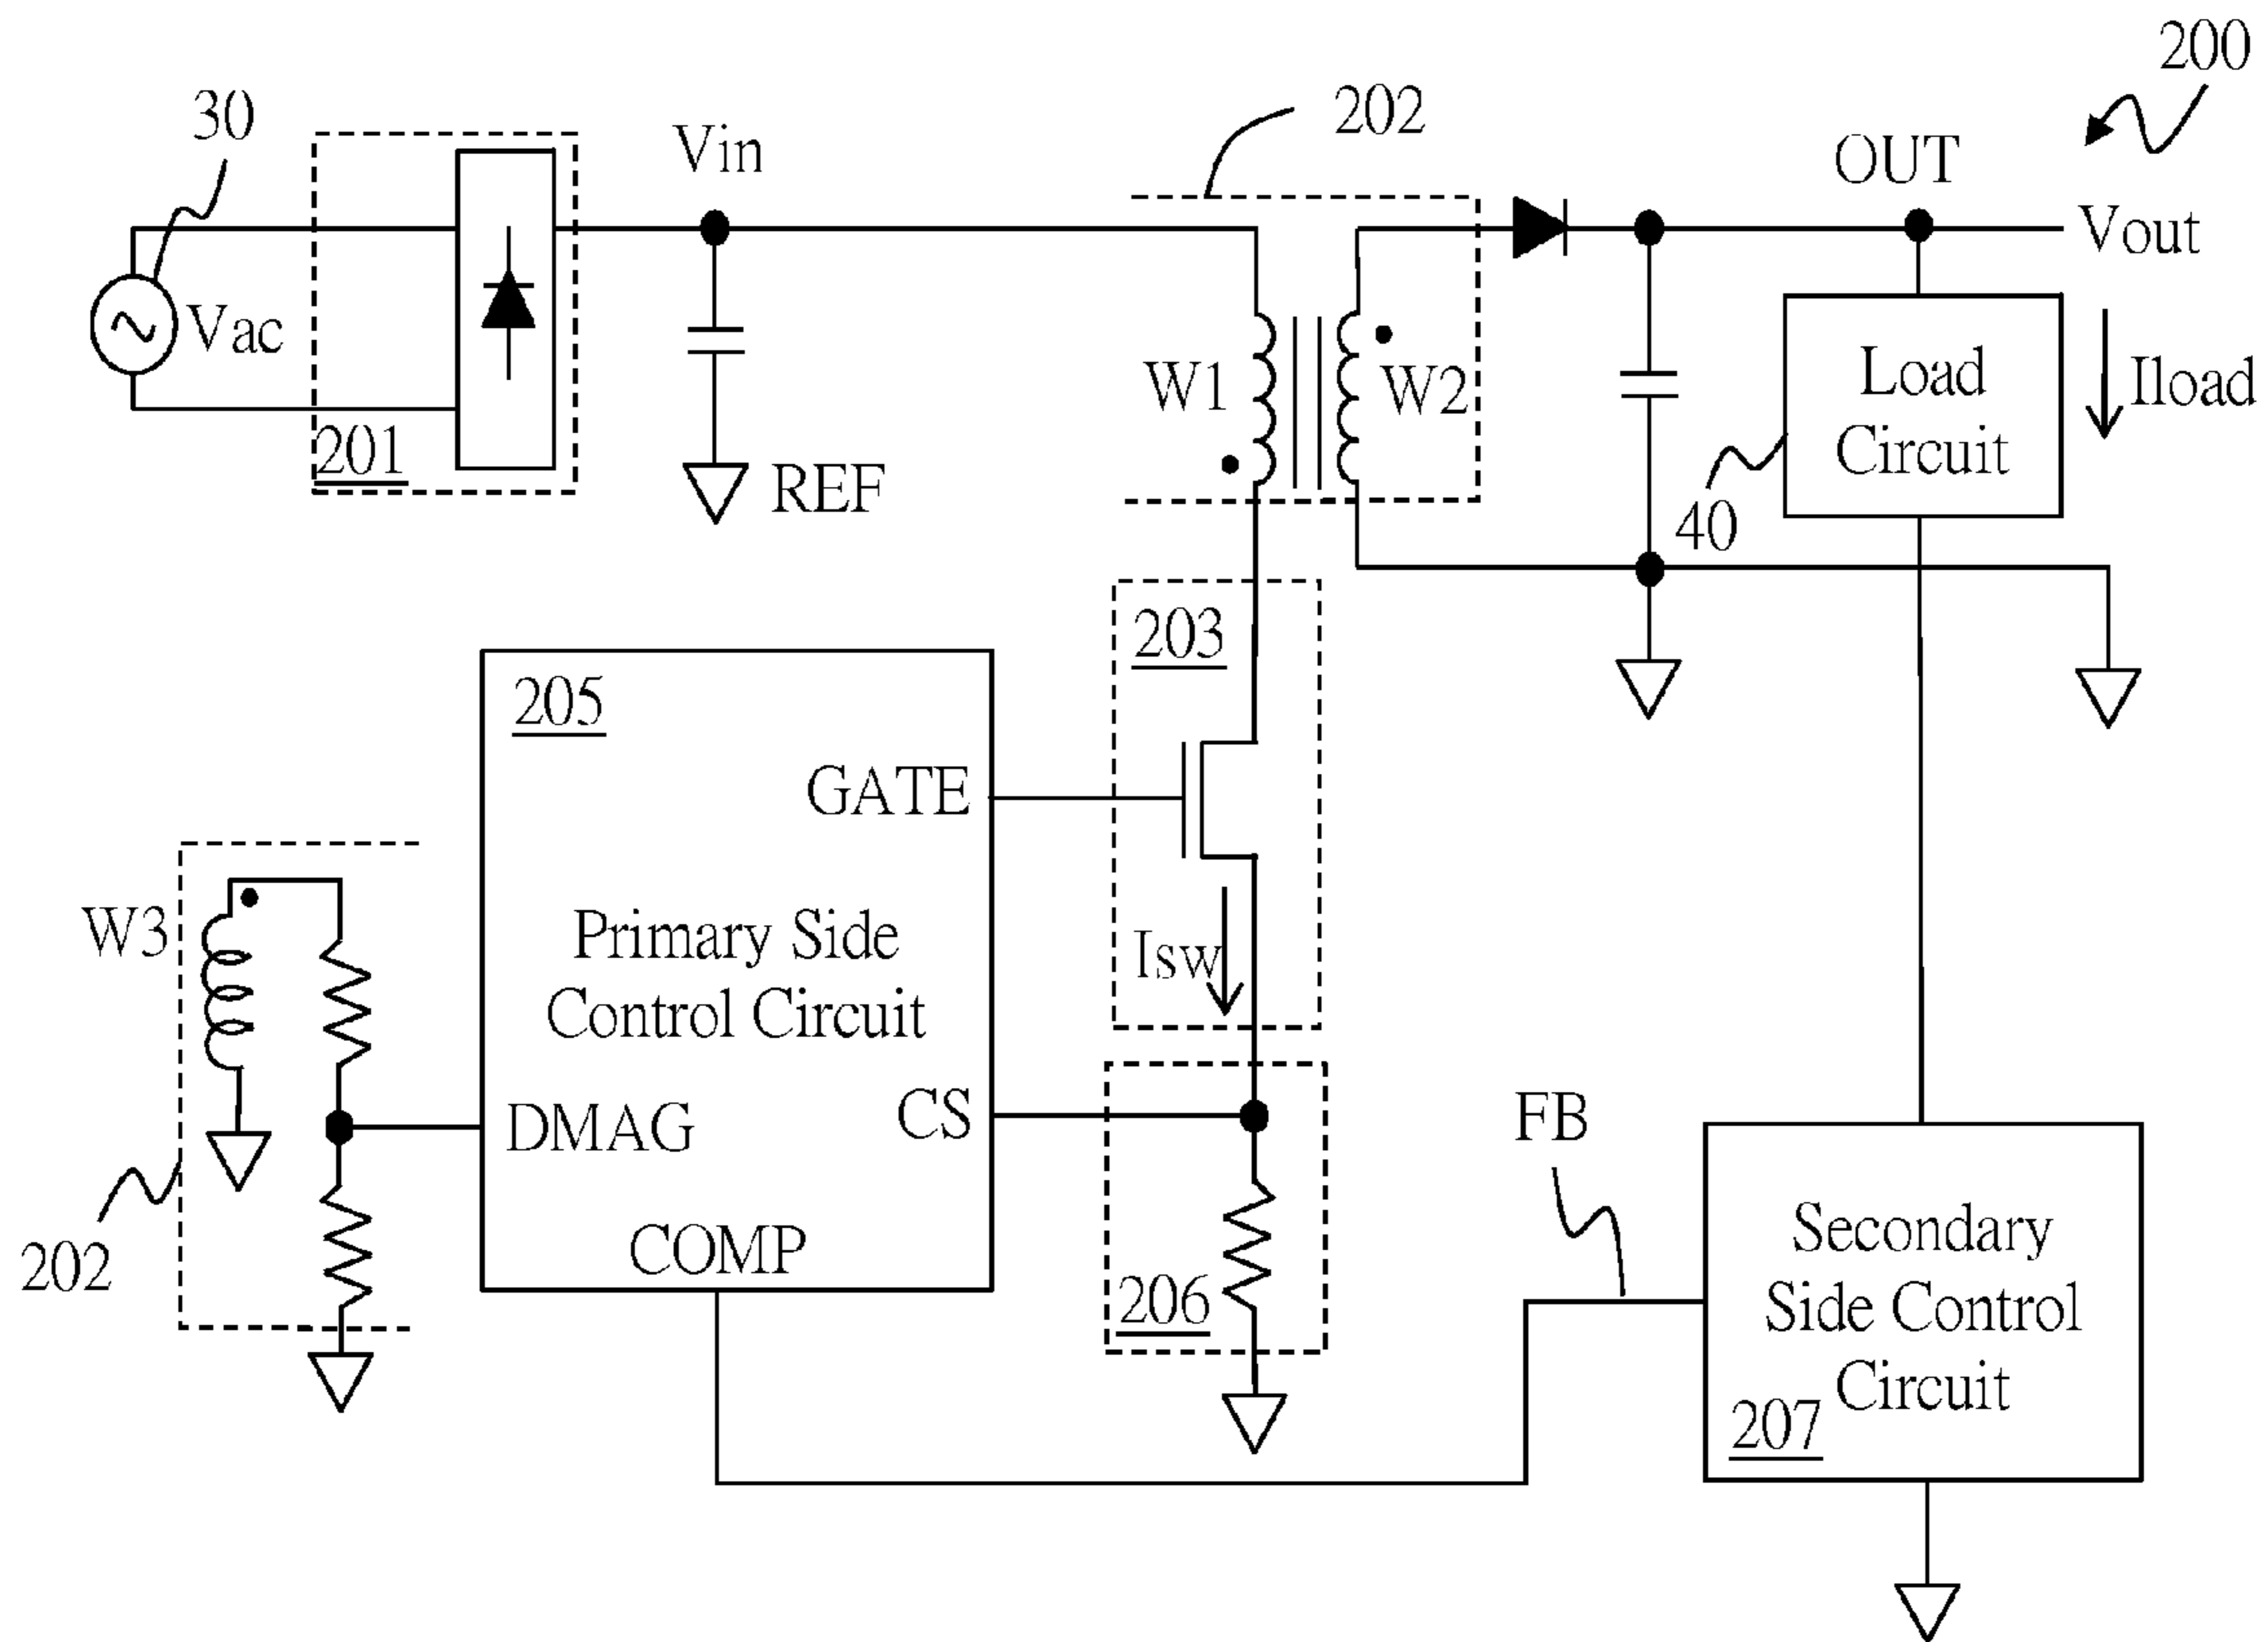 200
30
202
Vin
OUT
Vout
Vac
W1
W2
Load
Circuit
Iload
201
REF
40
203
205
GATE
W3
Primary Side
Control Circuit
Isw
DMAG
CS
FB
COMP
202
206
Secondary
Side Control
Circuit
207